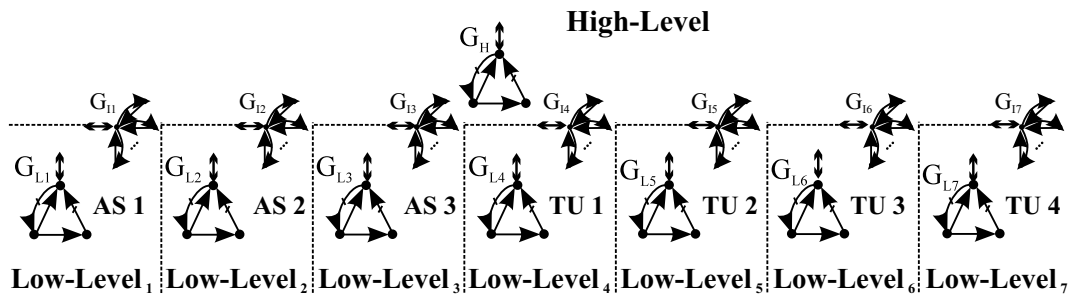 High-Level
G_H
G_I1 G_I2 G_I3 G_I4 G_I5 G_I6 G_I7
G_L1 G_L2 G_L3 G_L4 G_L5 G_L6 G_L7
AS 1 AS 2 AS 3 TU 1 TU 2 TU 3 TU 4
Low-Level_1 Low-Level_2 Low-Level_3 Low-Level_4 Low-Level_5 Low-Level_6 Low-Level_7